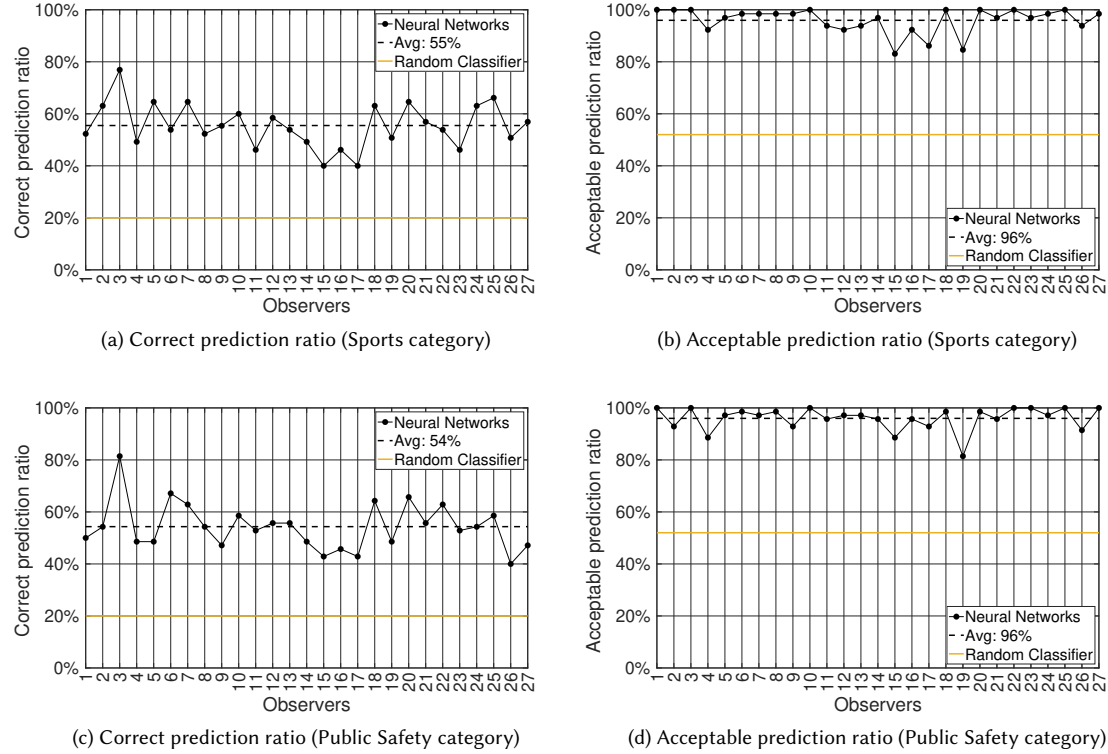 100%
80%
60%
40%
20%
0%
Correct prediction ratio
Neural Networks
Avg: 55%
Random Classifier
1 2 3 4 5 6 7 8 9 10 11 12 13 14 15 16 17 18 19 20 21 22 23 24 25 26 27
Observers
(a) Correct prediction ratio (Sports category)
100%
80%
60%
40%
20%
0%
Acceptable prediction ratio
Neural Networks
Avg: 96%
Random Classifier
1 2 3 4 5 6 7 8 9 10 11 12 13 14 15 16 17 18 19 20 21 22 23 24 25 26 27
Observers
(b) Acceptable prediction ratio (Sports category)
100%
80%
60%
40%
20%
0%
Correct prediction ratio
Neural Networks
Avg: 54%
Random Classifier
1 2 3 4 5 6 7 8 9 10 11 12 13 14 15 16 17 18 19 20 21 22 23 24 25 26 27
Observers
(c) Correct prediction ratio (Public Safety category)
100%
80%
60%
40%
20%
0%
Acceptable prediction ratio
Neural Networks
Avg: 96%
Random Classifier
1 2 3 4 5 6 7 8 9 10 11 12 13 14 15 16 17 18 19 20 21 22 23 24 25 26 27
Observers
(d) Acceptable prediction ratio (Public Safety category)